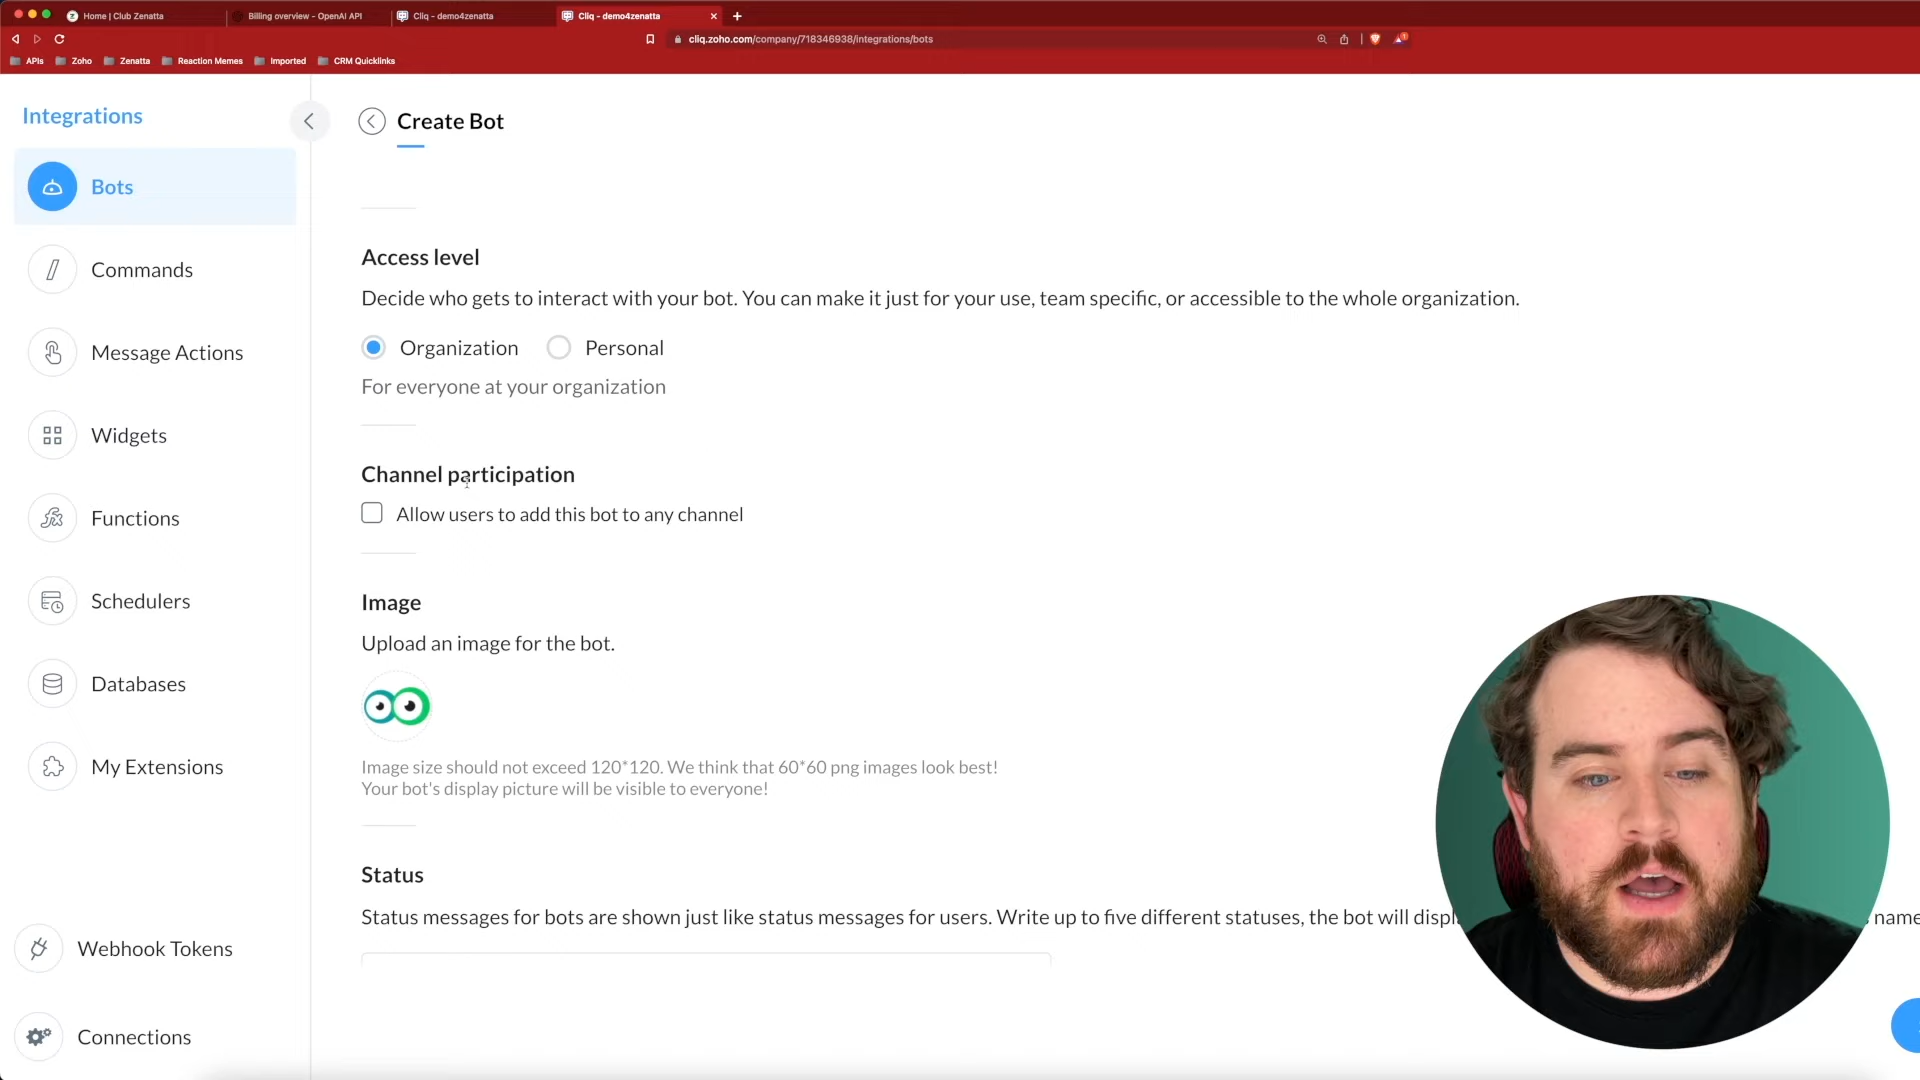 Home | Club Zenatta
Billing overview - OpenAI API
Cliq - demo4zenatta
Cliq - demo4zenatta
cliq.zoho.com/company/718346938/integrations/bots
APIs
Zoho
Zenatta
Reaction Memes
Imported
CRM Quicklinks
Integrations
Bots
Commands
Message Actions
Widgets
Functions
Schedulers
Databases
My Extensions
Webhook Tokens
Connections
Create Bot
Access level
Decide who gets to interact with your bot. You can make it just for your use, team specific, or accessible to the whole organization.
Organization
Personal
For everyone at your organization
Channel participation
Allow users to add this bot to any channel
Image
Upload an image for the bot.
Image size should not exceed 120*120. We think that 60*60 png images look best!
Your bot's display picture will be visible to everyone!
Status
Status messages for bots are shown just like status messages for users. Write up to five different statuses, the bot will name